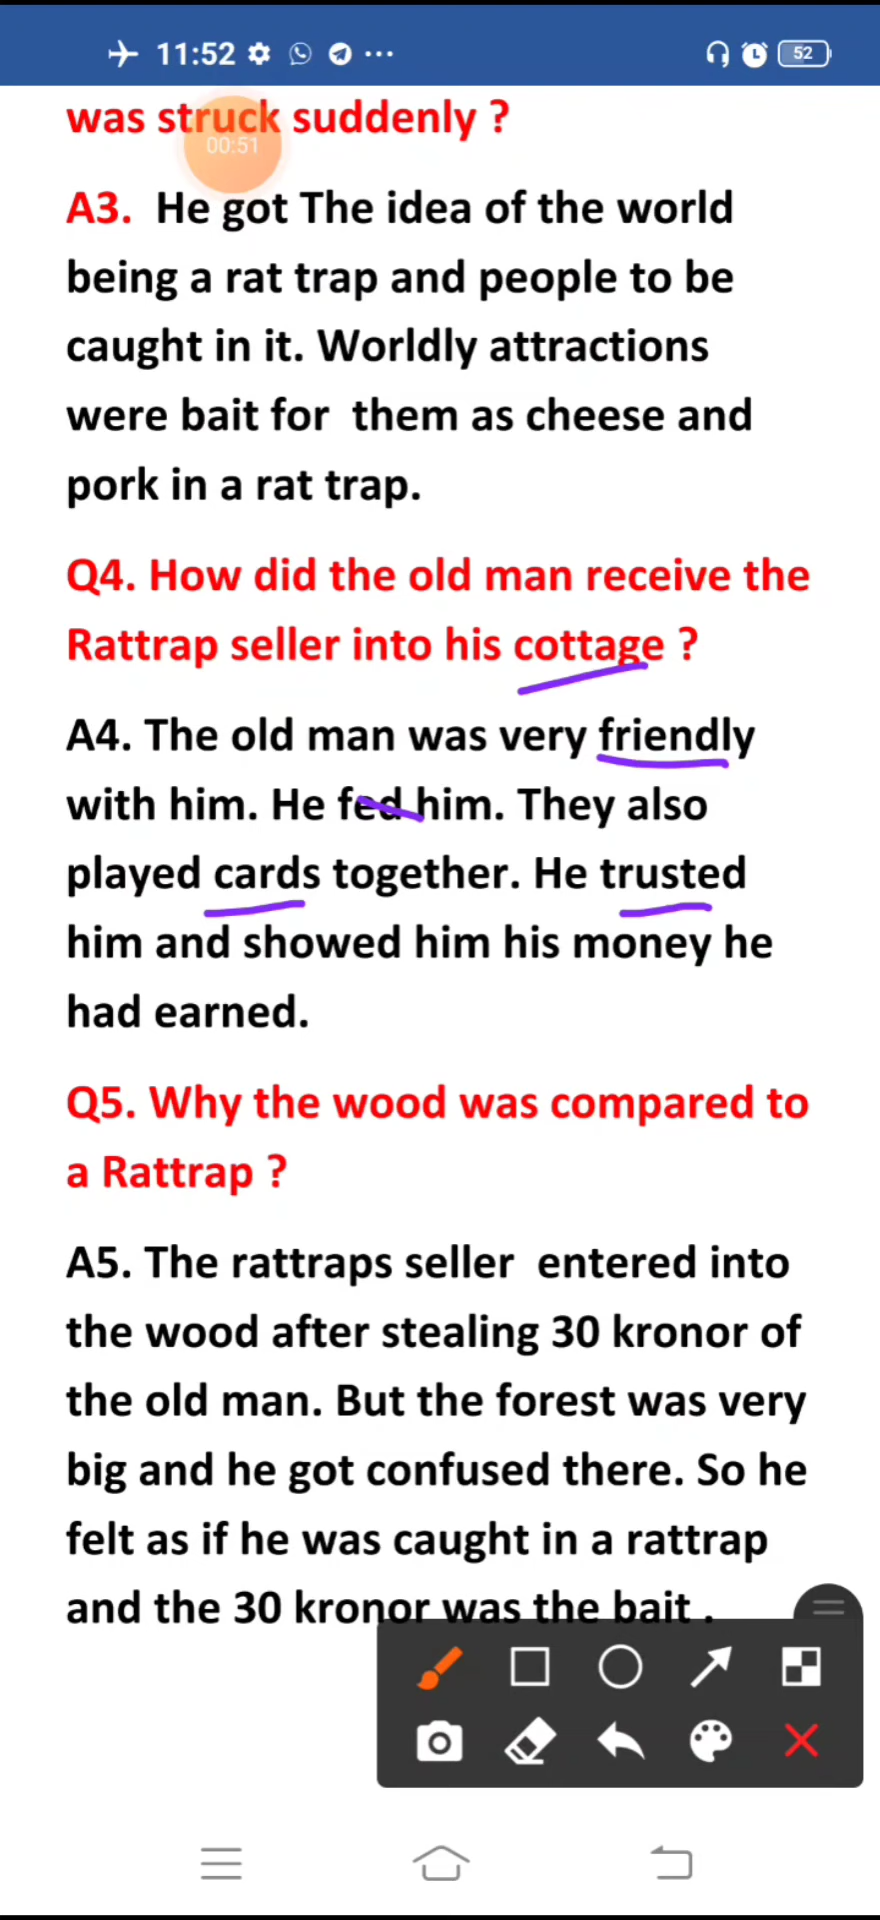 11:52 52
was struck suddenly ?
00:51
A3. He got The idea of the world
being a rat trap and people to be
caught in it. Worldly attractions
were bait for them as cheese and
pork in a rat trap.
Q4. How did the old man receive the
Rattrap seller into his cottage ?
A4. The old man was very friendly
with him. He fed him. They also
played cards together. He trusted
him and showed him his money he
had earned.
Q5. Why the wood was compared to
a Rattrap ?
A5. The rattraps seller entered into
the wood after stealing 30 kronor of
the old man. But the forest was very
big and he got confused there. So he
felt as if he was caught in a rattrap
and the 30 kronor was the bait .